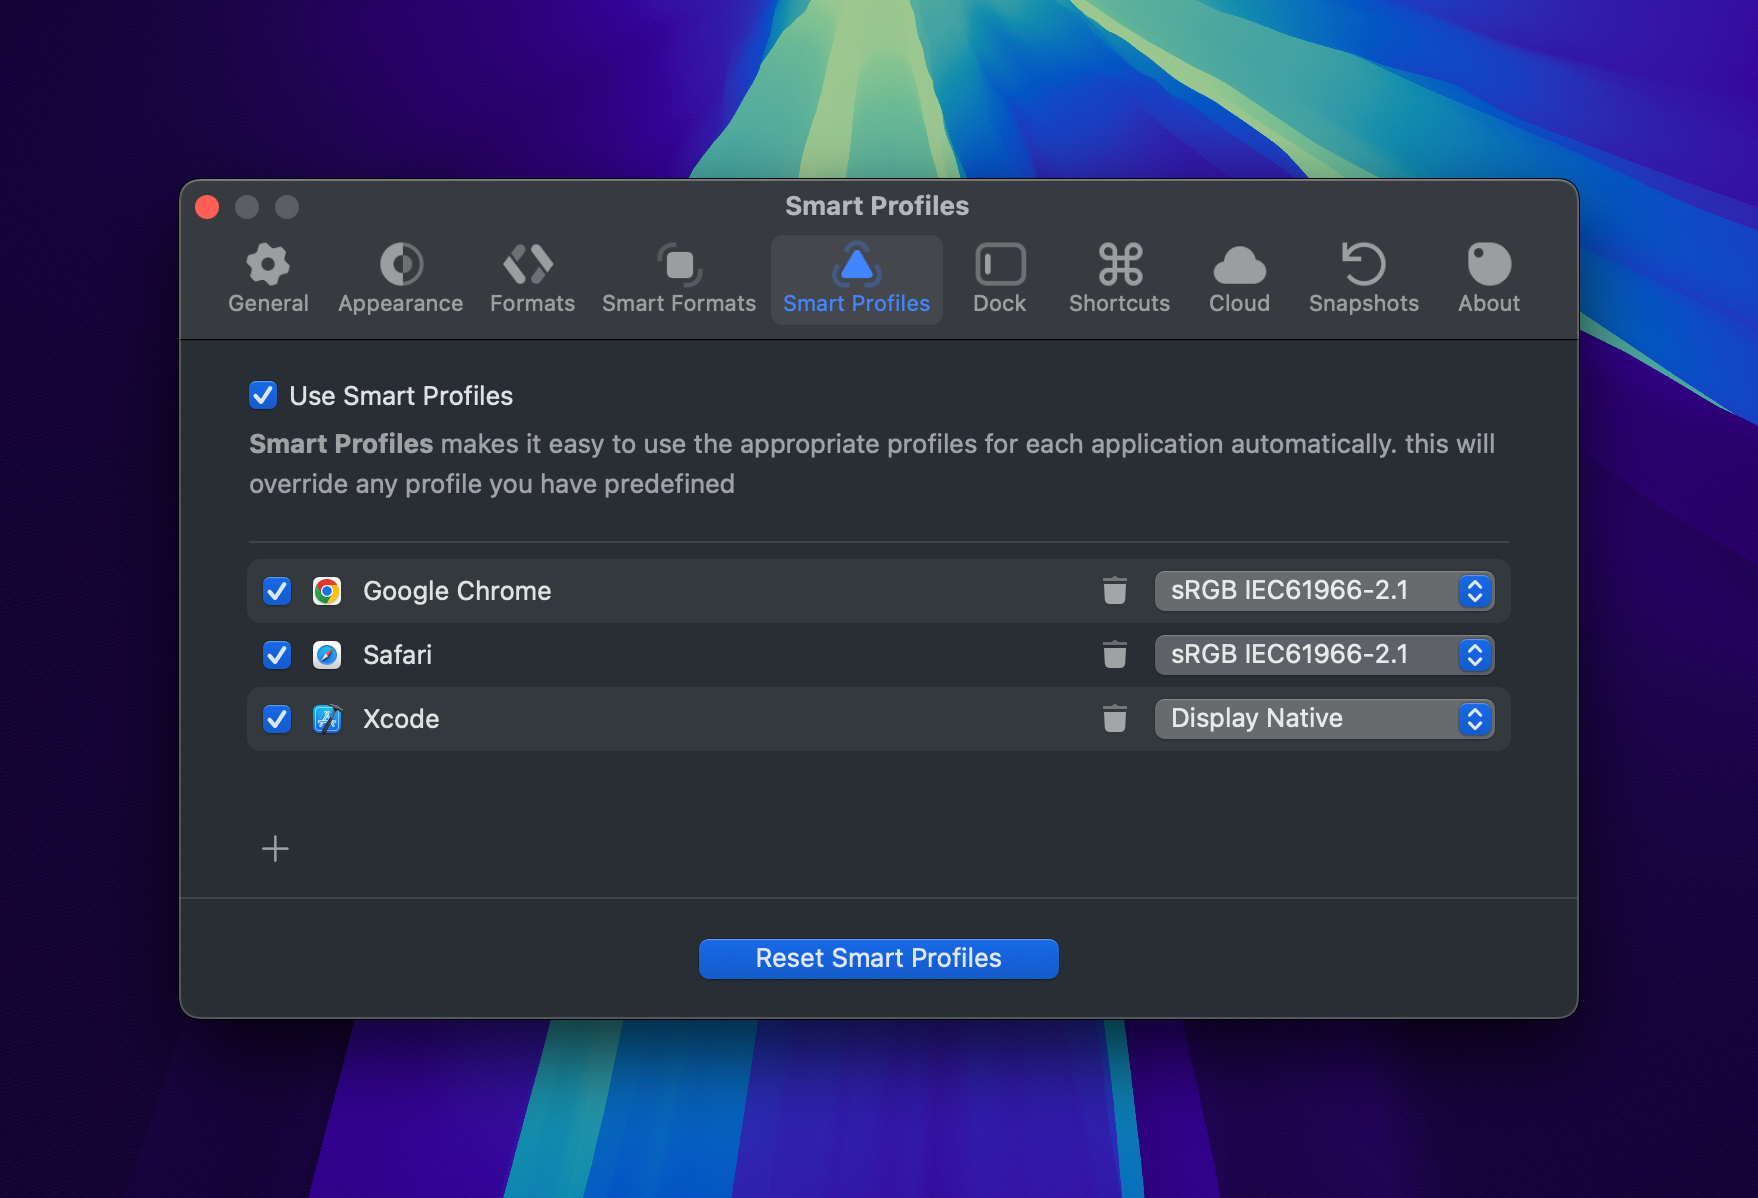 Smart Profiles
General
Appearance
Formats
Smart Formats
Smart Profiles
Dock
Shortcuts
Cloud
Snapshots
About
Use Smart Profiles
Smart Profiles makes it easy to use the appropriate profiles for each application automatically. this will
override any profile you have predefined
Google Chrome
sRGB IEC61966-2.1
Safari
sRGB IEC61966-2.1
Xcode
Display Native
Reset Smart Profiles